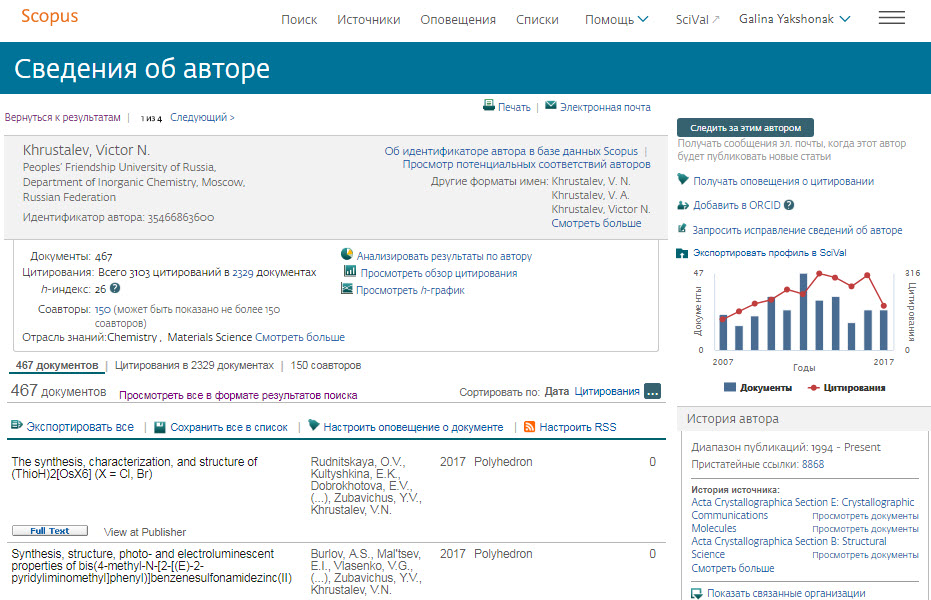 Scopus
Поиск Источники Оповещения Списки Помощь SciVal Galina Yakshonak
Сведения об авторе
Вернуться к результатам | 1 из 4 Следующий >
Печать | Электронная почта
Khrustalev, Victor N.
Peoples' Friendship University of Russia,
Department of Inorganic Chemistry, Moscow,
Russian Federation
Идентификатор автора: 35466863600
Об идентификаторе автора в базе данных Scopus |
Просмотр потенциальных соответствий авторов
Другие форматы имен: Khrustalev, V. N.
Khrustalev, V. A.
Khrustalev, Victor N.
Смотреть больше
Документы: 467
Цитирования: Всего 3103 цитирований в 2329 документах
h-индекс: 26 ?
Соавторы: 150 (может быть показано не более 150
соавторов)
Отрасль знаний:Chemistry , Materials Science Смотреть больше
Анализировать результаты по автору
Просмотреть обзор цитирования
Просмотреть h-график
467 документов | Цитирования в 2329 документах | 150 соавторов
467 документов Просмотреть все в формате результатов поиска
Сортировать по: Дата Цитирования ...
Экспортировать все | Сохранить все в список | Настроить оповещение о документе | Настроить RSS
The synthesis, characterization, and structure of
(ThioH)2[OsX6] (X = Cl, Br)
Rudnitskaya, O.V.,
Kultyshkina, E.K.,
Dobrokhotova, E.V.,
(...), Zubavichus, Y.V.,
Khrustalev, V.N.
2017 Polyhedron 0
Full Text View at Publisher
Synthesis, structure, photo- and electroluminescent
properties of bis(4-methyl-N-[2-[(E)-2-
pyridyliminomethyl]phenyl)]benzenesulfonamidezinc(II)
Burlov, A.S., Mal'tsev,
E.I., Vlasenko, V.G.,
(...), Zubavichus, Y.V.,
Khrustalev, V.N.
2017 Polyhedron 0
Следить за этим автором
Получать сообщения эл. почты, когда этот автор
будет публиковать новые статьи
Получать оповещения о цитировании
Добавить в ORCID ?
Запросить исправление сведений об авторе
Экспортировать профиль в SciVal
47 816
Документы
Цитирования
0 0
2007 Годы 2017
Документы Цитирования
История автора
Диапазон публикаций: 1994 - Present
Пристатейные ссылки: 8868
История источника:
Acta Crystallographica Section E: Crystallographic
Communications Просмотреть документы
Molecules Просмотреть документы
Acta Crystallographica Section B: Structural
Science Просмотреть документы
Смотреть больше
Показать связанные организации